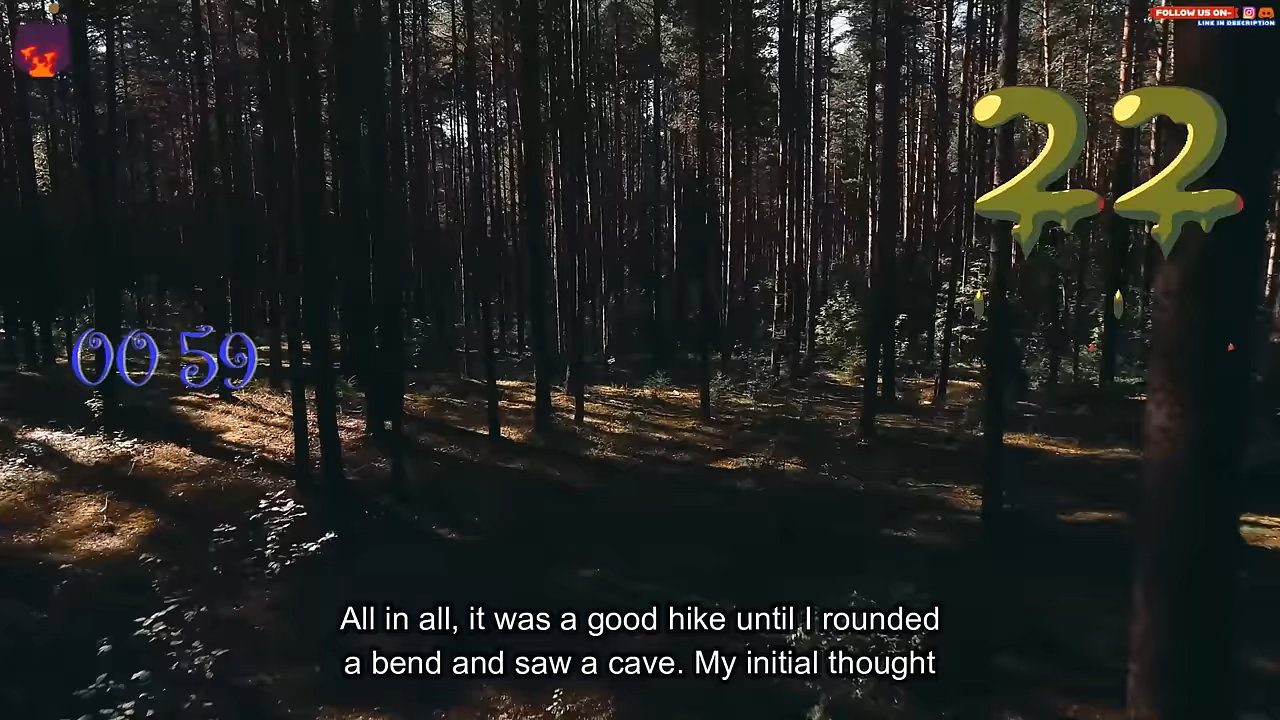 FOLLOW US ON-
LINK IN DESCRIPTION
22
00 59
All in all, it was a good hike until I rounded
a bend and saw a cave. My initial thought